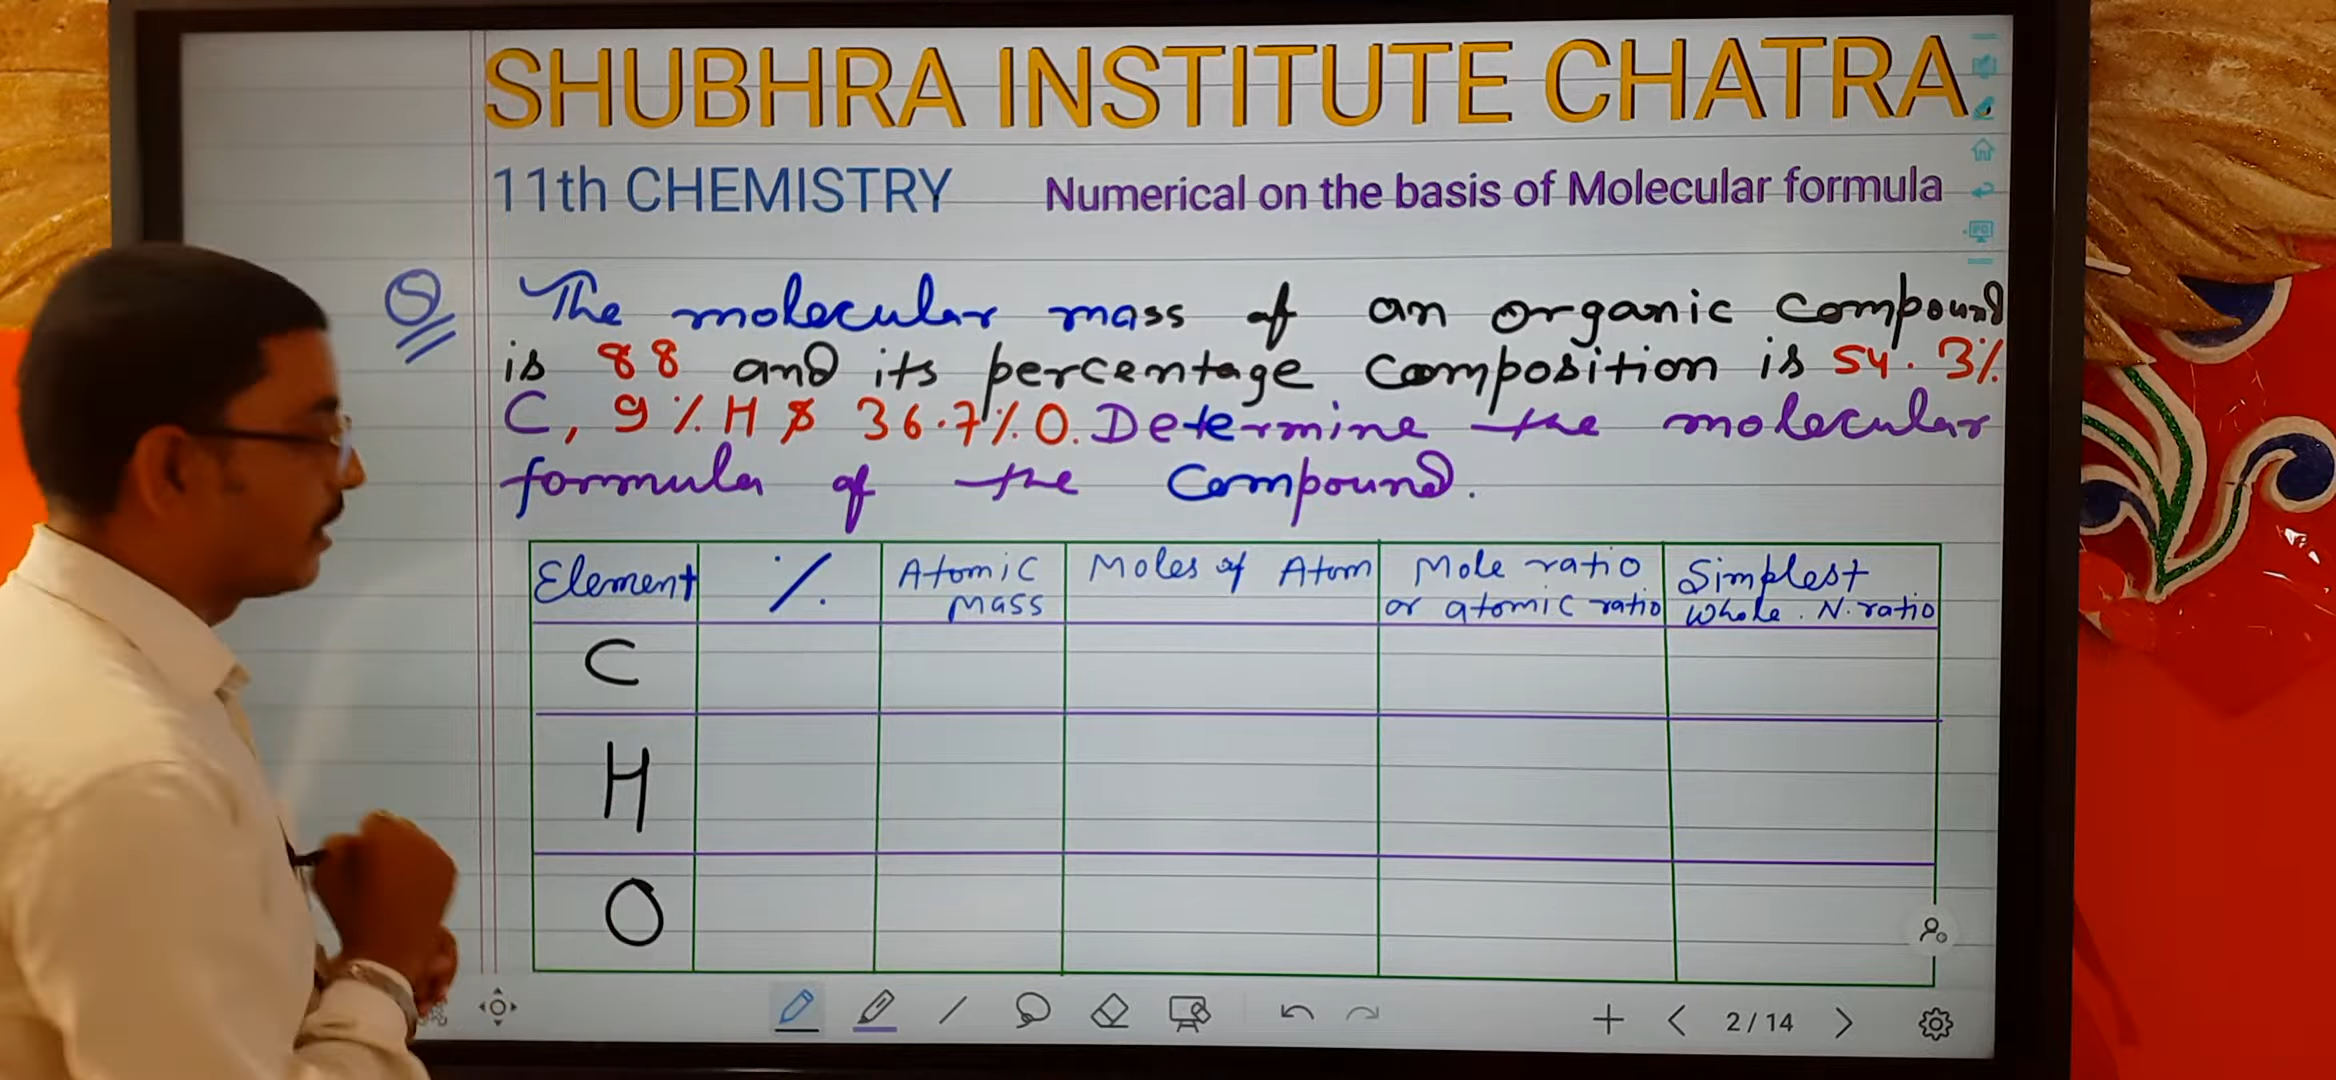 SHUBHRA INSTITUTE CHATRA
11th CHEMISTRY Numerical on the basis of Molecular formula
Q The molecular mass of an organic compound
is 88 and its percentage composition is 54.3%
C, 9% H & 36.7% O. Determine the molecular
formula of the compound.
Element % Atomic mass Moles of Atom Mole ratio or atomic ratio Simplest whole. N. ratio
C
H
O
2/14